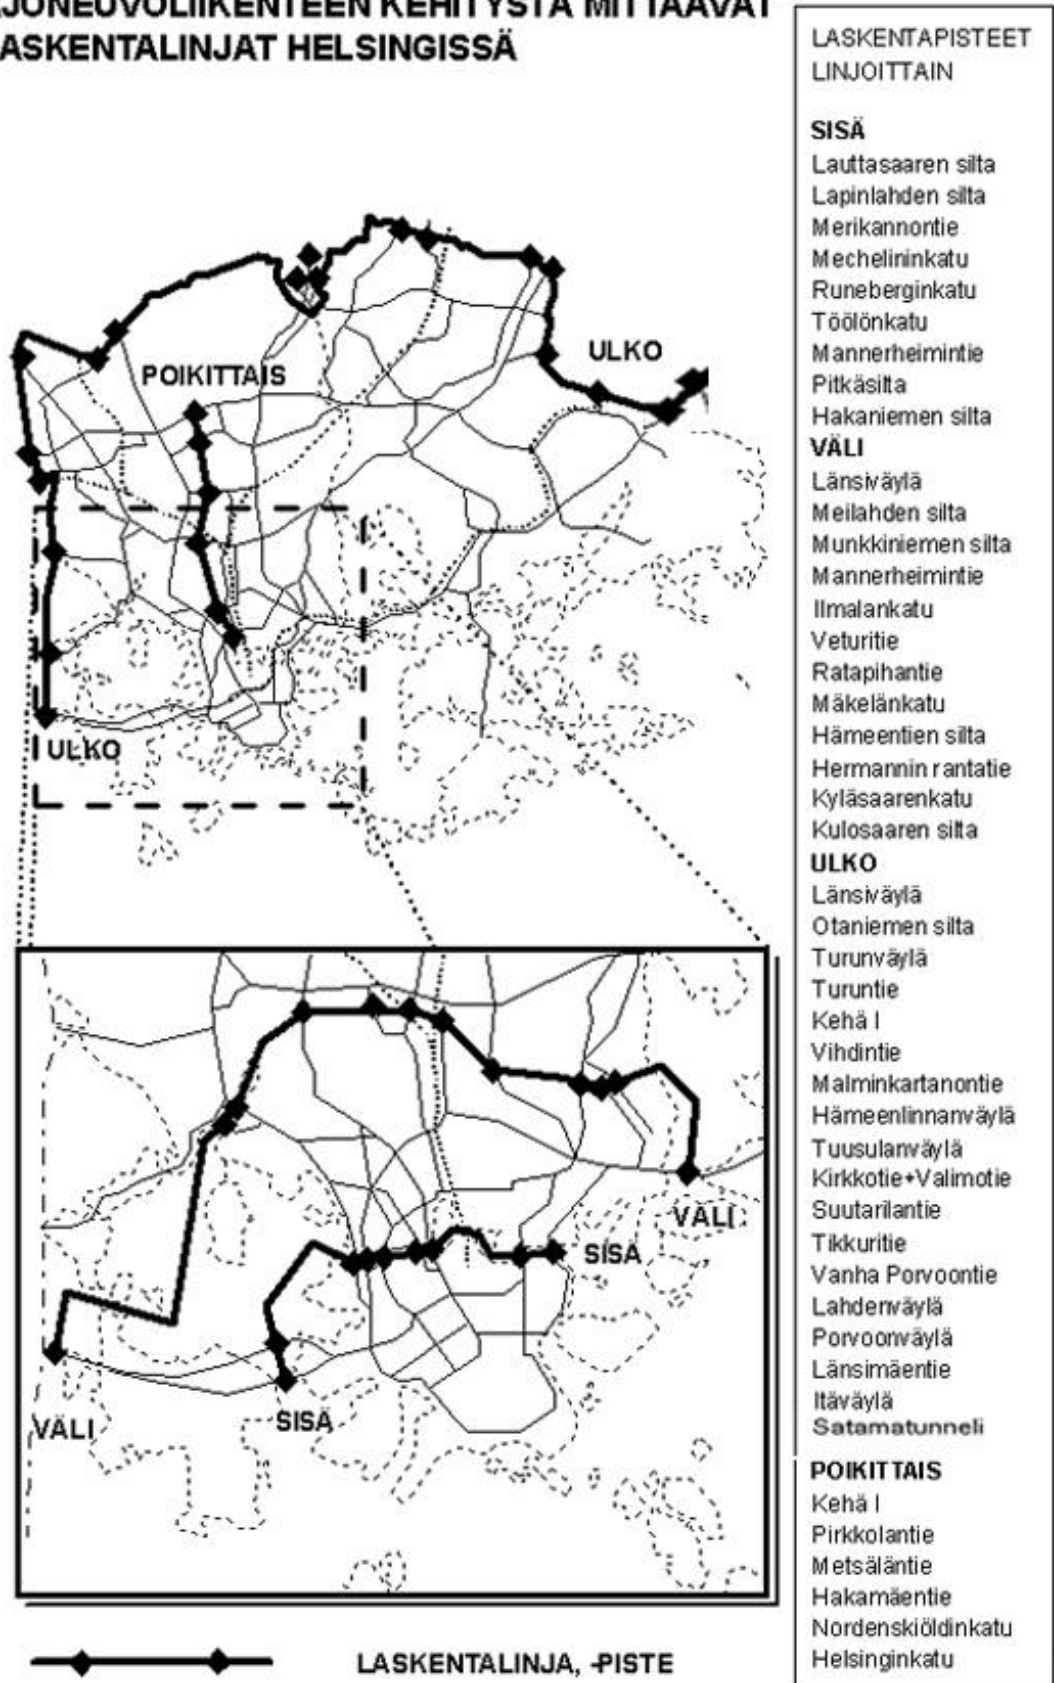 AJONEUVOLIIKENTEEN KEHITYSTÄ MITTAAVAT
LASKENTALINJAT HELSINGISSÄ
ULKO
POIKITTAIS
ULKO
VÄLI
SISÄ
VÄLI
SISÄ
LASKENTALINJA, -PISTE
LASKENTAPISTEET
LINJOITTAIN
SISÄ
Lauttasaaren silta
Lapinlahden silta
Merikannontie
Mechelininkatu
Runeberginkatu
Töölönkatu
Mannerheimintie
Pitkäsilta
Hakaniemen silta
VÄLI
Länsiväylä
Meilahden silta
Munkkiniemen silta
Mannerheimintie
Ilmalankatu
Veturitie
Ratapihantie
Mäkelänkatu
Hämeentien silta
Hermannin rantatie
Kyläsaarenkatu
Kulosaaren silta
ULKO
Länsiväylä
Otaniemen silta
Turunväylä
Turuntie
Kehä I
Vihdintie
Malminkartanontie
Hämeenlinnanväylä
Tuusulanväylä
Kirkkotie+Valimotie
Suutarilantie
Tikkuritie
Vanha Porvoontie
Lahdenväylä
Porvoonväylä
Länsimäentie
Itäväylä
Satamatunneli
POIKITTAIS
Kehä I
Pirkkolantie
Metsäläntie
Hakamäentie
Nordenskiöldinkatu
Helsinginkatu